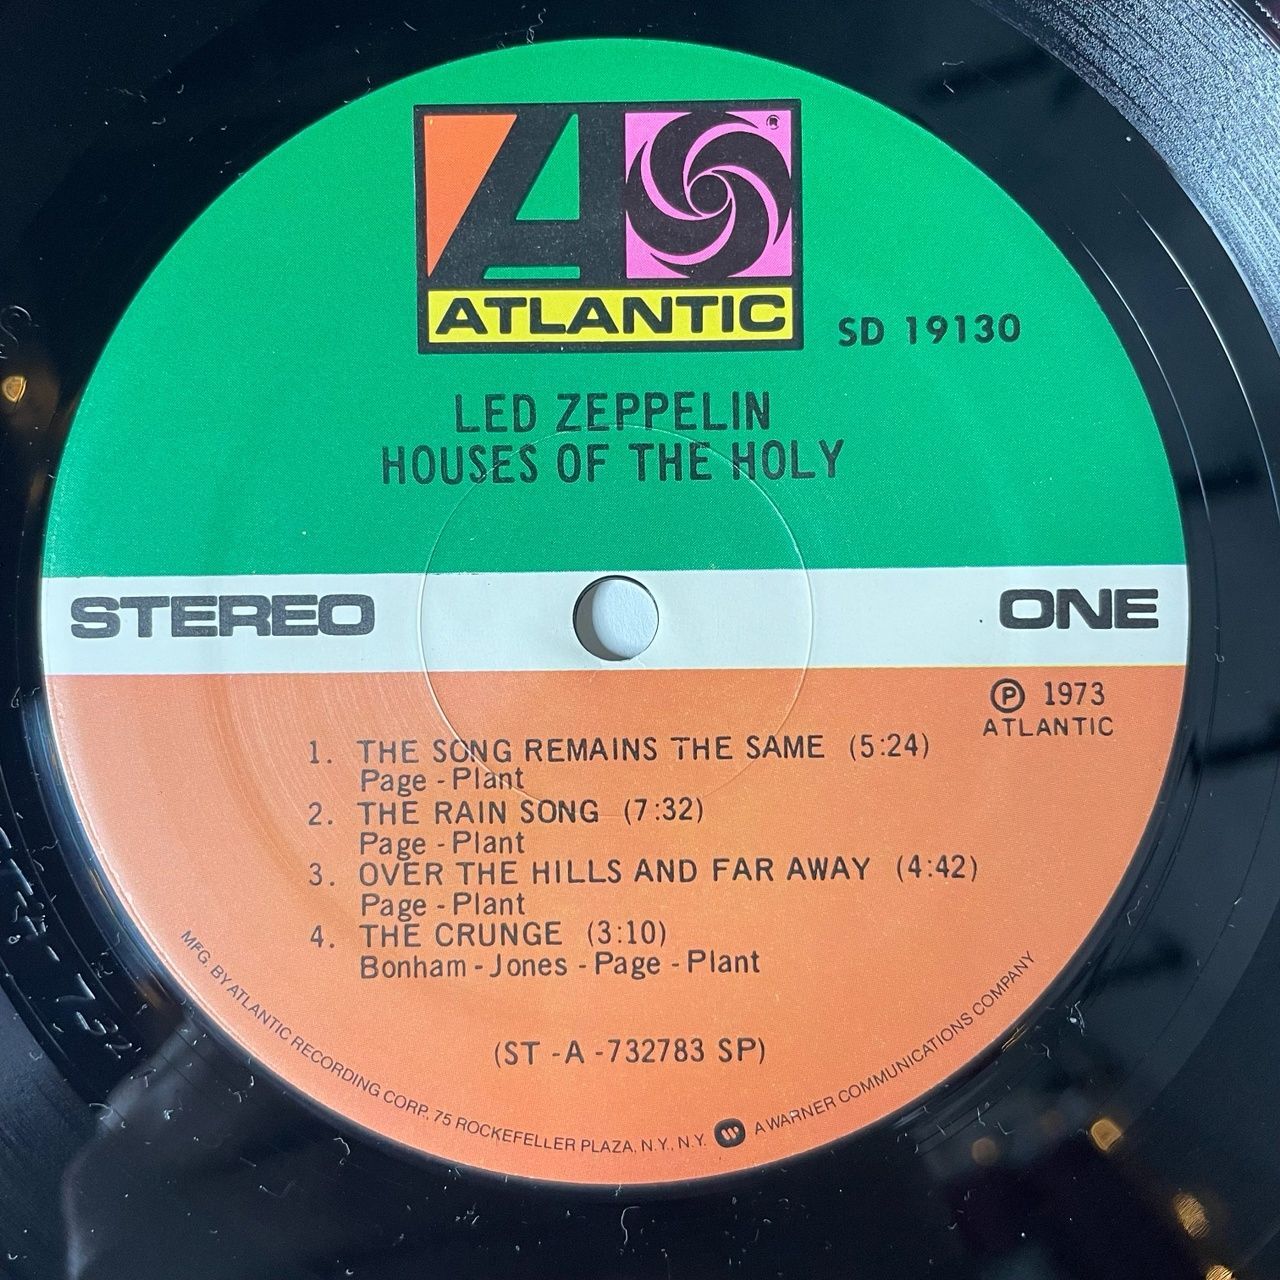 ATLANTIC
®
SD 19130
LED ZEPPELIN
HOUSES OF THE HOLY
STEREO
ONE
Ⓟ 1973
ATLANTIC
1. THE SONG REMAINS THE SAME (5:24)
Page - Plant
2. THE RAIN SONG (7:32)
Page - Plant
3. OVER THE HILLS AND FAR AWAY (4:42)
Page - Plant
4. THE CRUNGE (3:10)
Bonham - Jones - Page - Plant
(ST - A - 732783 SP)
MFG. BY ATLANTIC RECORDING CORP., 75 ROCKEFELLER PLAZA, N.Y., N.Y. A WARNER COMMUNICATIONS COMPANY